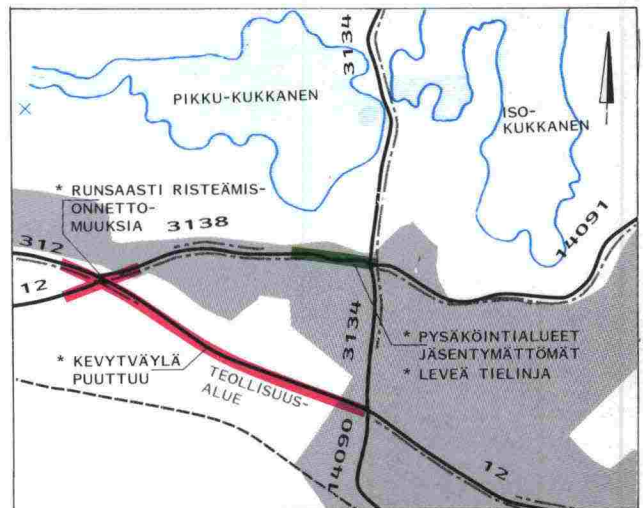 3134
PIKKU-KUKKANEN
ISO-
KUKKANEN
* RUNSAASTI RISTEÄMIS-
ONNETTO-
MUUKSIA
3138
14091
312
12
3134
* PYSÄKÖINTIALUEET
JÄSENTYMÄTTÖMÄT
* LEVEÄ TIELINJA
* KEVYTVÄYLÄ
PUUTTUU
TEOLLISUUS-
ALUE
14090
12